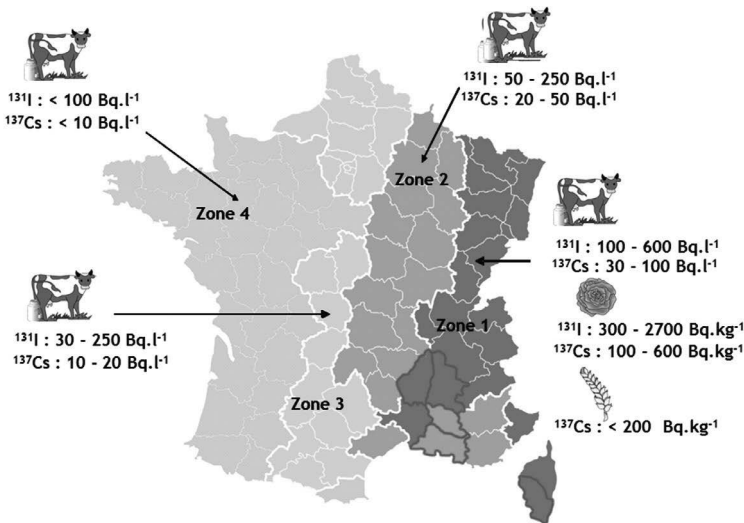 ¹³¹I : < 100 Bq.l⁻¹
¹³⁷Cs : < 10 Bq.l⁻¹
¹³¹I : 50 - 250 Bq.l⁻¹
¹³⁷Cs : 20 - 50 Bq.l⁻¹
Zone 2
Zone 4
¹³¹I : 100 - 600 Bq.l⁻¹
¹³⁷Cs : 30 - 100 Bq.l⁻¹
¹³¹I : 30 - 250 Bq.l⁻¹
¹³⁷Cs : 10 - 20 Bq.l⁻¹
Zone 1
¹³¹I : 300 - 2700 Bq.kg⁻¹
¹³⁷Cs : 100 - 600 Bq.kg⁻¹
Zone 3
¹³⁷Cs : < 200 Bq.kg⁻¹